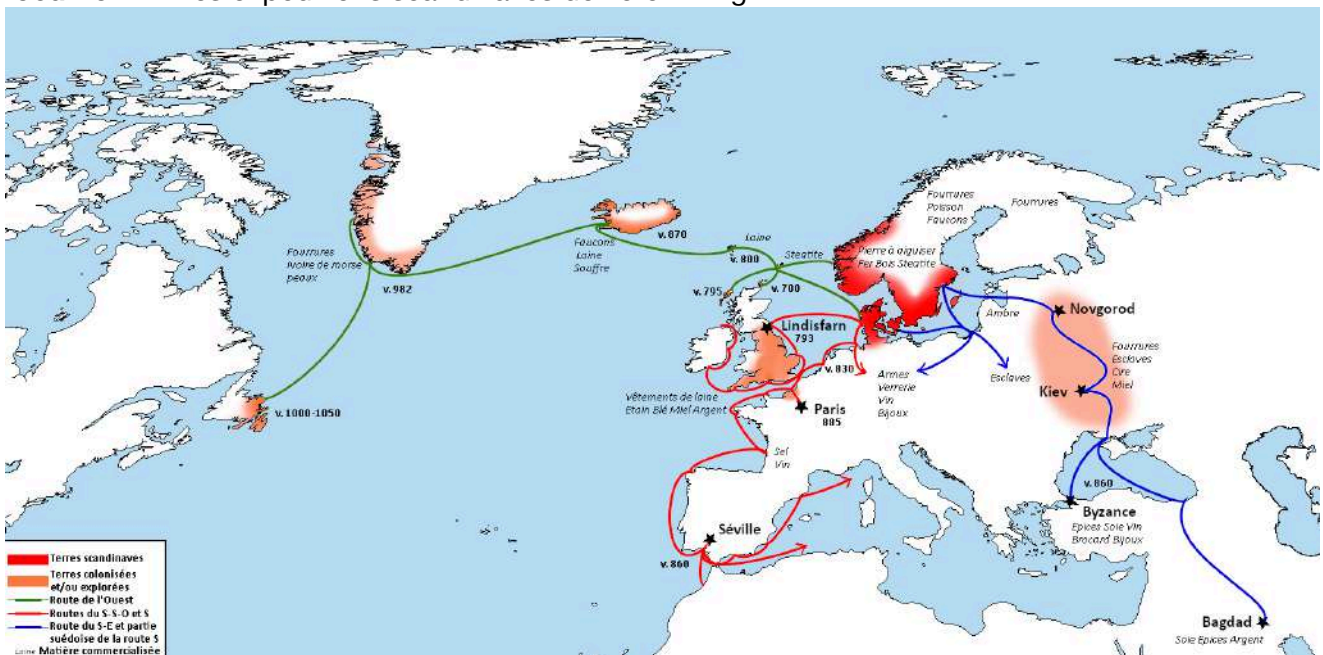 expéditions scandinaves de
Fourrures
Poisson
Faucons
Fourrures
v.870
Faucons
Laine
Souffre
Laine
v.800
Steatite
Pierre à aiguiser
Fer Bois Steatite
Fourrures
Ivoire de morse
peaux
v.982
v.795
v.700
Lindisfarn
793
v.830
Ambre
Novgorod
Fourrures
Esclaves
Cire
Miel
Kiev
Armes
Verrerie
Vin
Bijoux
Esclaves
Vêtements de laine
Etain Blé Miel Argent
Paris
885
v.1000-1050
Sel
Vin
v.860
Byzance
Epices Soie Vin
Brocard Bijoux
Séville
v.860
Bagdad
Soie Epices Argent
Terres scandinaves
Terres colonisées
et/ou explorées
Route de l'Ouest
Routes du S-S-O et S
Route du S-E et partie
suédoise de la route S
Laine Matière commercialisée